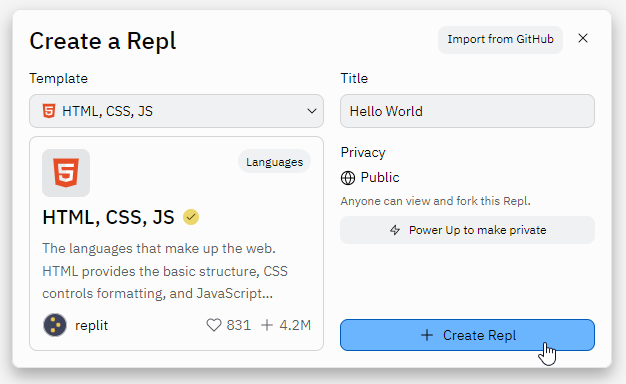 Create a Repl
Import from GitHub
Template
HTML, CSS, JS
Languages
HTML, CSS, JS
The languages that make up the web.
HTML provides the basic structure, CSS
controls formatting, and JavaScript...
replit
831
4.2M
Title
Hello World
Privacy
Public
Anyone can view and fork this Repl.
Power Up to make private
Create Repl